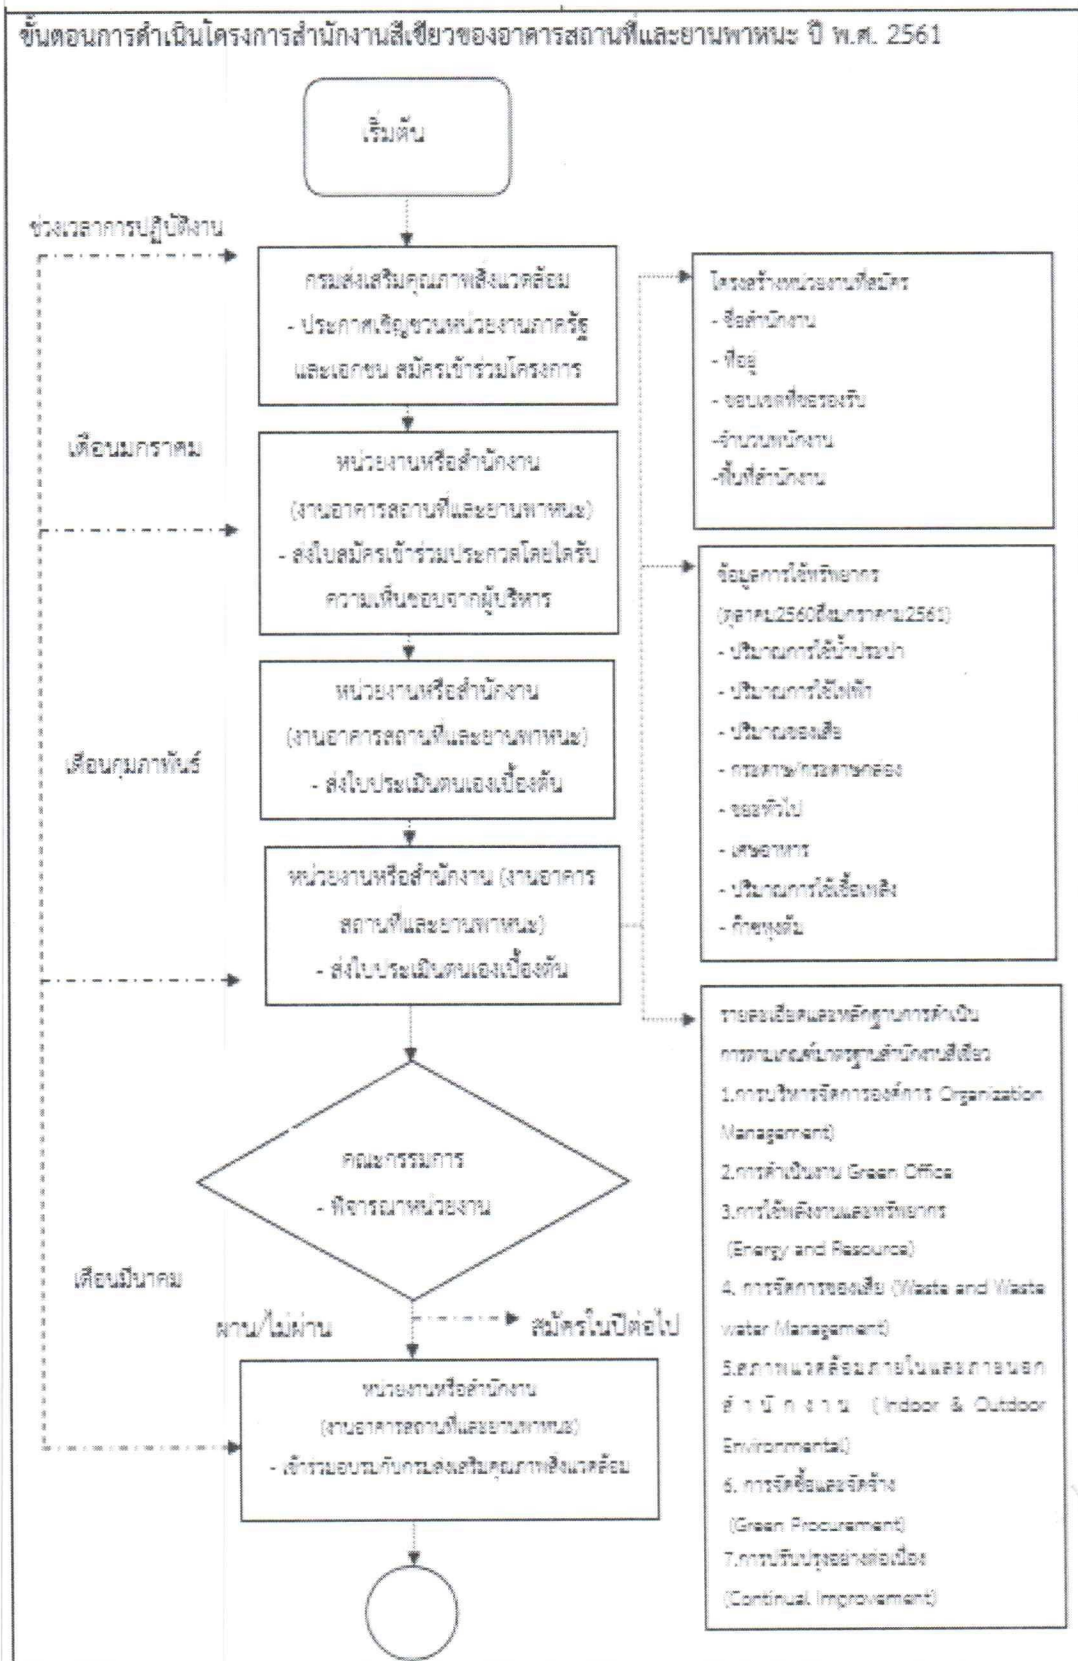 ขั้นตอนการดำเนินโครงการสำนักงานสีเขียวของอาคารสถานที่และยานพาหนะ ปี พ.ศ. 2561
เริ่มต้น
ช่วงเวลาการปฏิบัติงาน
กรมส่งเสริมคุณภาพสิ่งแวดล้อม
- ประกาศเชิญชวนหน่วยงานภาครัฐ
และเอกชน สมัครเข้าร่วมโครงการ
เดือนมกราคม
หน่วยงานหรือสำนักงาน
(งานอาคารสถานที่และยานพาหนะ)
- ส่งใบสมัครเข้าร่วมประกวดโดยได้รับ
ความเห็นชอบจากผู้บริหาร
หน่วยงานหรือสำนักงาน
(งานอาคารสถานที่และยานพาหนะ)
- ส่งใบประเมินตนเองเบื้องต้น
เดือนกุมภาพันธ์
หน่วยงานหรือสำนักงาน (งานอาคาร
สถานที่และยานพาหนะ)
- ส่งใบประเมินตนเองเบื้องต้น
คณะกรรมการ
- พิจารณาหน่วยงาน
เดือนมีนาคม
ผ่าน/ไม่ผ่าน
สมัครในปีต่อไป
หน่วยงานหรือสำนักงาน
(งานอาคารสถานที่และยานพาหนะ)
- เข้าร่วมอบรมกับกรมส่งเสริมคุณภาพสิ่งแวดล้อม
โครงสร้างหน่วยงานที่สมัคร
- ชื่อสำนักงาน
- ที่อยู่
- ขอบเขตที่ขอรองรับ
-จำนวนพนักงาน
-พื้นที่สำนักงาน
ข้อมูลการใช้ทรัพยากร
(ตุลาคม2560ถึงมกราคม2561)
- ปริมาณการใช้น้ำประปา
- ปริมาณการใช้ไฟฟ้า
- ปริมาณของเสีย
- กระดาษ/กระดาษกล่อง
- ขยะทั่วไป
- เศษอาหาร
- ปริมาณการใช้เชื้อเพลิง
- ก๊าซหุงต้ม
รายละเอียดและหลักฐานการดำเนิน
การตามเกณฑ์มาตรฐานสำนักงานสีเขียว
1.การบริหารจัดการองค์การ Organization
Management)
2.การดำเนินงาน Green Office
3.การใช้พลังงานและทรัพยากร
(Energy and Resource)
4. การจัดการของเสีย (Waste and Waste
water Management)
5.สภาพแวดล้อมภายในและภายนอก
สำนักงาน (Indoor & Outdoor
Environmental)
6. การจัดซื้อและจัดจ้าง
(Green Procurement)
7.การปรับปรุงอย่างต่อเนื่อง
(Continual Improvement)